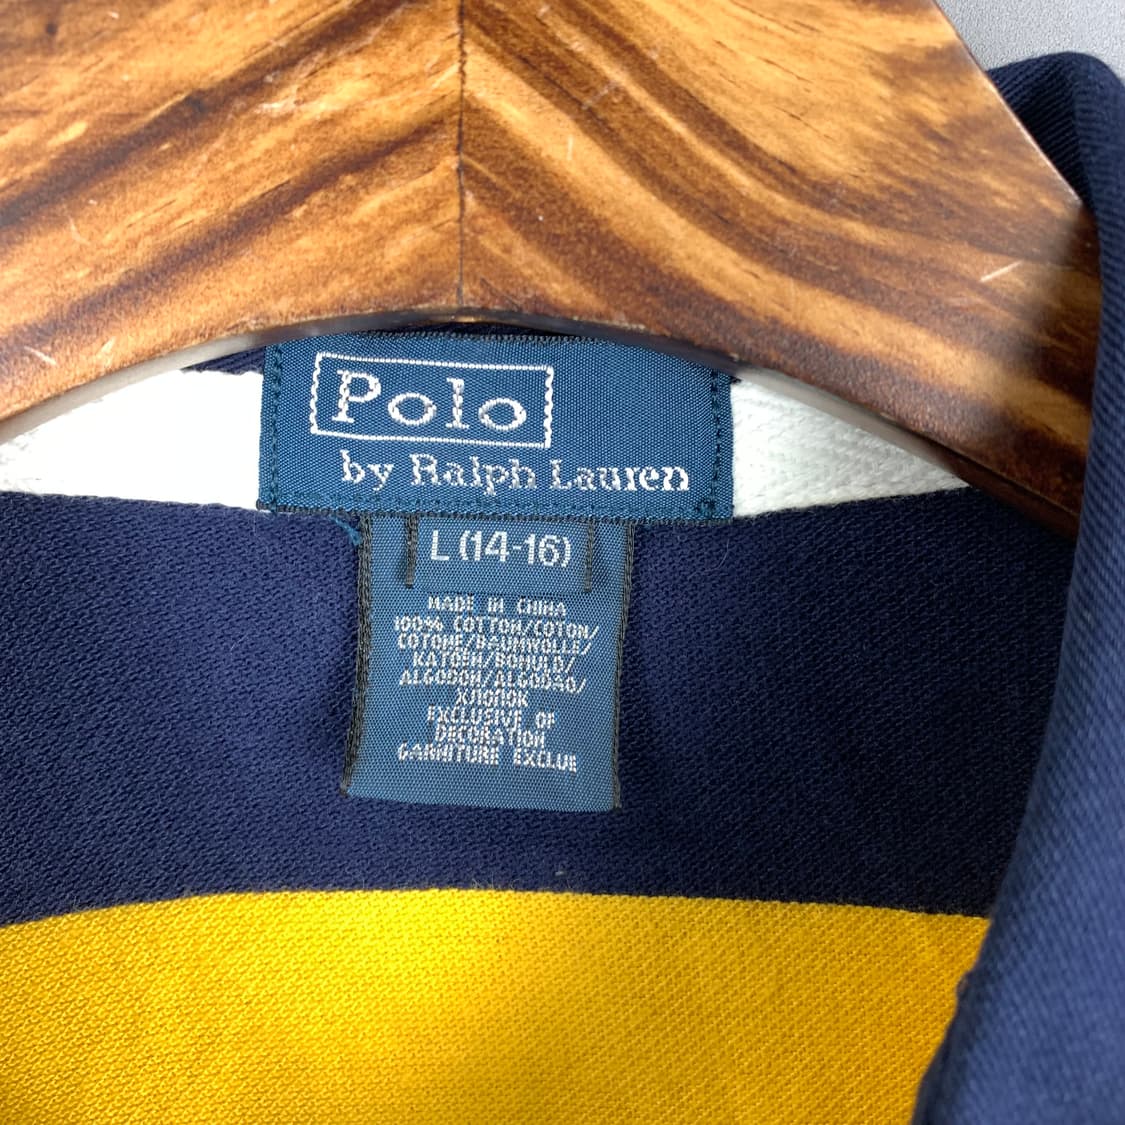 Polo
by Ralph Lauren
L (14-16)
MADE IN CHINA
100% COTTON/COTON/
COTONE/BAUMWOLLE/
KATOEN/BOMULD/
ALGODON/ALGODAO/
ХЛОПОК
EXCLUSIVE OF
DECORATION
GARNITURE EXCLUE